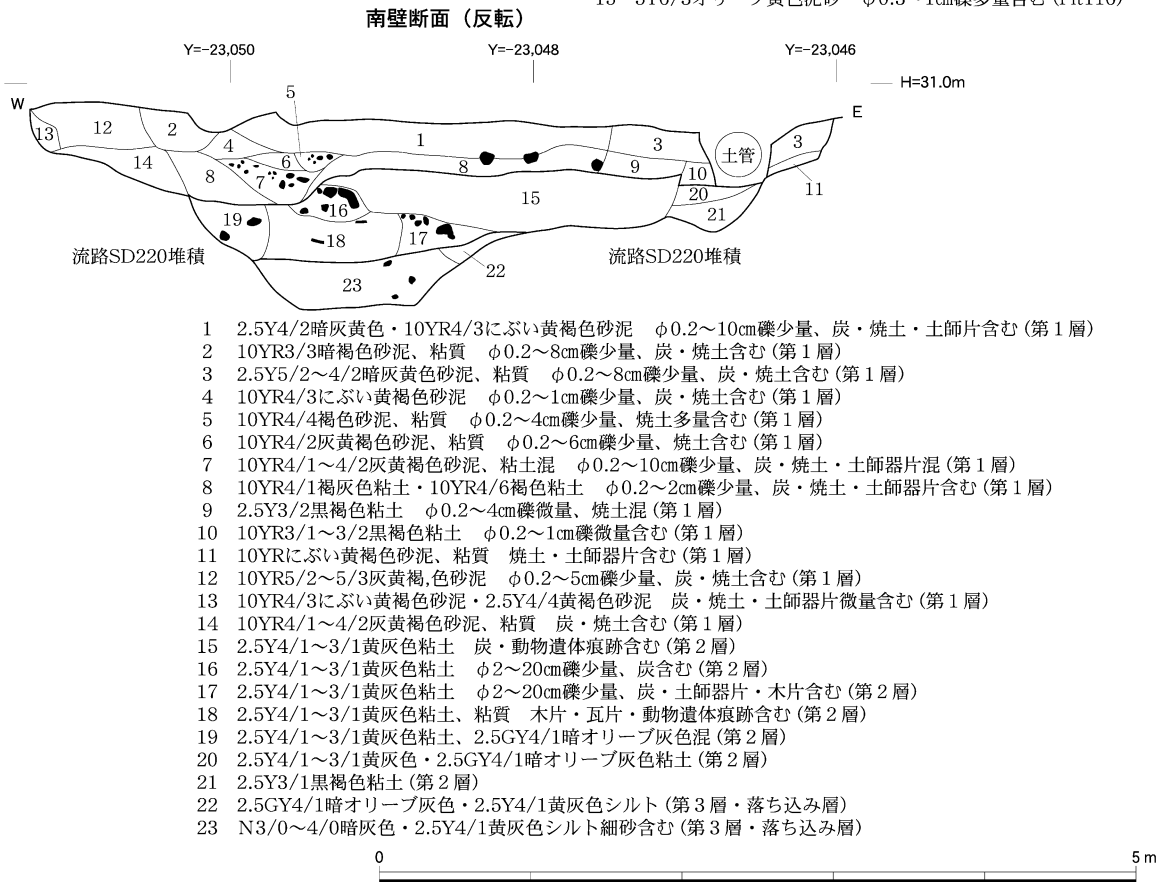 南壁断面（反転）
Y=-23,050
Y=-23,048
Y=-23,046
H=31.0m
W
E
5
13
12
2
4
1
3
3
土管
14
8
6
7
8
9
10
11
16
15
20
21
19
18
17
22
23
流路SD220堆積
流路SD220堆積
1 2.5Y4/2暗灰黄色・10YR4/3にぶい黄褐色砂泥　φ0.2～10㎝礫少量、炭・焼土・土師片含む（第１層）
2 10YR3/3暗褐色砂泥、粘質　φ0.2～8㎝礫少量、炭・焼土含む（第１層）
3 2.5Y5/2～4/2暗灰黄色砂泥、粘質　φ0.2～8㎝礫少量、炭・焼土含む（第１層）
4 10YR4/3にぶい黄褐色砂泥　φ0.2～1㎝礫少量、炭・焼土含む（第１層）
5 10YR4/4褐色砂泥、粘質　φ0.2～4㎝礫少量、焼土多量含む（第１層）
6 10YR4/2灰黄褐色砂泥、粘質　φ0.2～6㎝礫少量、焼土含む（第１層）
7 10YR4/1～4/2灰黄褐色砂泥、粘土混　φ0.2～10㎝礫少量、炭・焼土・土師器片混（第１層）
8 10YR4/1褐灰色粘土・10YR4/6褐色粘土　φ0.2～2㎝礫少量、炭・焼土・土師器片含む（第１層）
9 2.5Y3/2黒褐色粘土　φ0.2～4㎝礫微量、焼土混（第１層）
10 10YR3/1～3/2黒褐色粘土　φ0.2～1㎝礫微量含む（第１層）
11 10YRにぶい黄褐色砂泥、粘質　焼土・土師器片含む（第１層）
12 10YR5/2～5/3灰黄褐,色砂泥　φ0.2～5㎝礫少量、炭・焼土含む（第１層）
13 10YR4/3にぶい黄褐色砂泥・2.5Y4/4黄褐色砂泥　炭・焼土・土師器片微量含む（第１層）
14 10YR4/1～4/2灰黄褐色砂泥、粘質　炭・焼土含む（第１層）
15 2.5Y4/1～3/1黄灰色粘土　炭・動物遺体痕跡含む（第２層）
16 2.5Y4/1～3/1黄灰色粘土　φ2～20㎝礫少量、炭含む（第２層）
17 2.5Y4/1～3/1黄灰色粘土　φ2～20㎝礫少量、炭・土師器片・木片含む（第２層）
18 2.5Y4/1～3/1黄灰色粘土、粘質　木片・瓦片・動物遺体痕跡含む（第２層）
19 2.5Y4/1～3/1黄灰色粘土、2.5GY4/1暗オリーブ灰色混（第２層）
20 2.5Y4/1～3/1黄灰色・2.5GY4/1暗オリーブ灰色粘土（第２層）
21 2.5Y3/1黒褐色粘土（第２層）
22 2.5GY4/1暗オリーブ灰色・2.5Y4/1黄灰色シルト（第３層・落ち込み層）
23 N3/0～4/0暗灰色・2.5Y4/1黄灰色シルト細砂含む（第３層・落ち込み層）
0
5 m